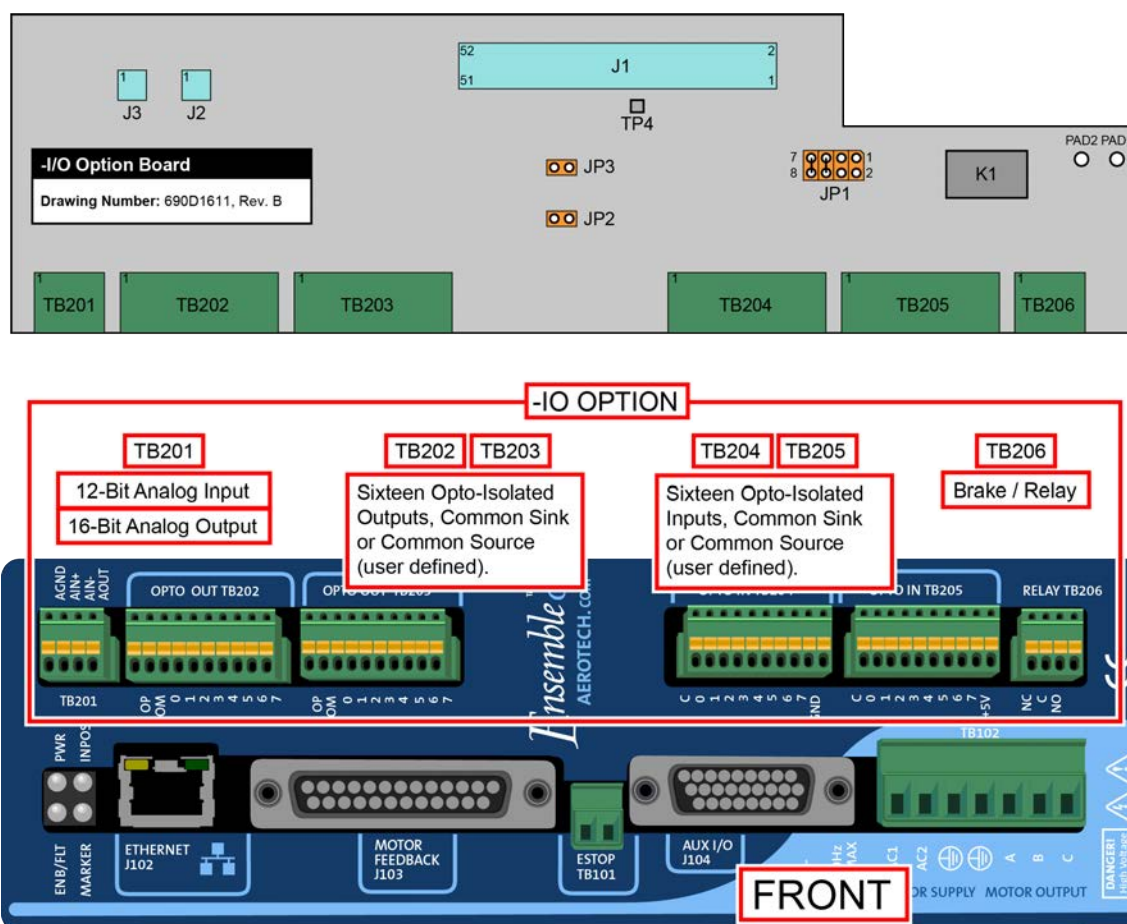 52 2
J1
51 1
1 1
J3 J2
TP4
PAD2 PAD
-I/O Option Board
Drawing Number: 690D1611, Rev. B
JP3
7 1
8 2
JP1
K1
JP2
1 1 1 1 1 1
TB201 TB202 TB203 TB204 TB205 TB206
-IO OPTION
TB201 TB202 TB203 TB204 TB205 TB206
12-Bit Analog Input
16-Bit Analog Output
Sixteen Opto-Isolated
Outputs, Common Sink
or Common Source
(user defined).
Sixteen Opto-Isolated
Inputs, Common Sink
or Common Source
(user defined).
Brake / Relay
AGND
AIN+
AIN-
AOUT
OPTO OUT TB202
OPTO IN TB205
RELAY TB206
Ensemble
AEROTECH.CO
TB201
OP
OM
0 1 2 3 4 5 6 7
OP
OM
0 1 2 3 4 5 6 7
C 0 1 2 3 4 5 6 7
C 0 1 2 3 4 5 6 7 +5V
NC
C
NO
TB102
PWR
INPOS
ENB/FLT
MARKER
ETHERNET
J102
MOTOR
FEEDBACK
J103
ESTOP
TB101
AUX I/O
J104
AC2
A B C
SUPPLY MOTOR OUTPUT
DANGER!
High Voltage
FRONT